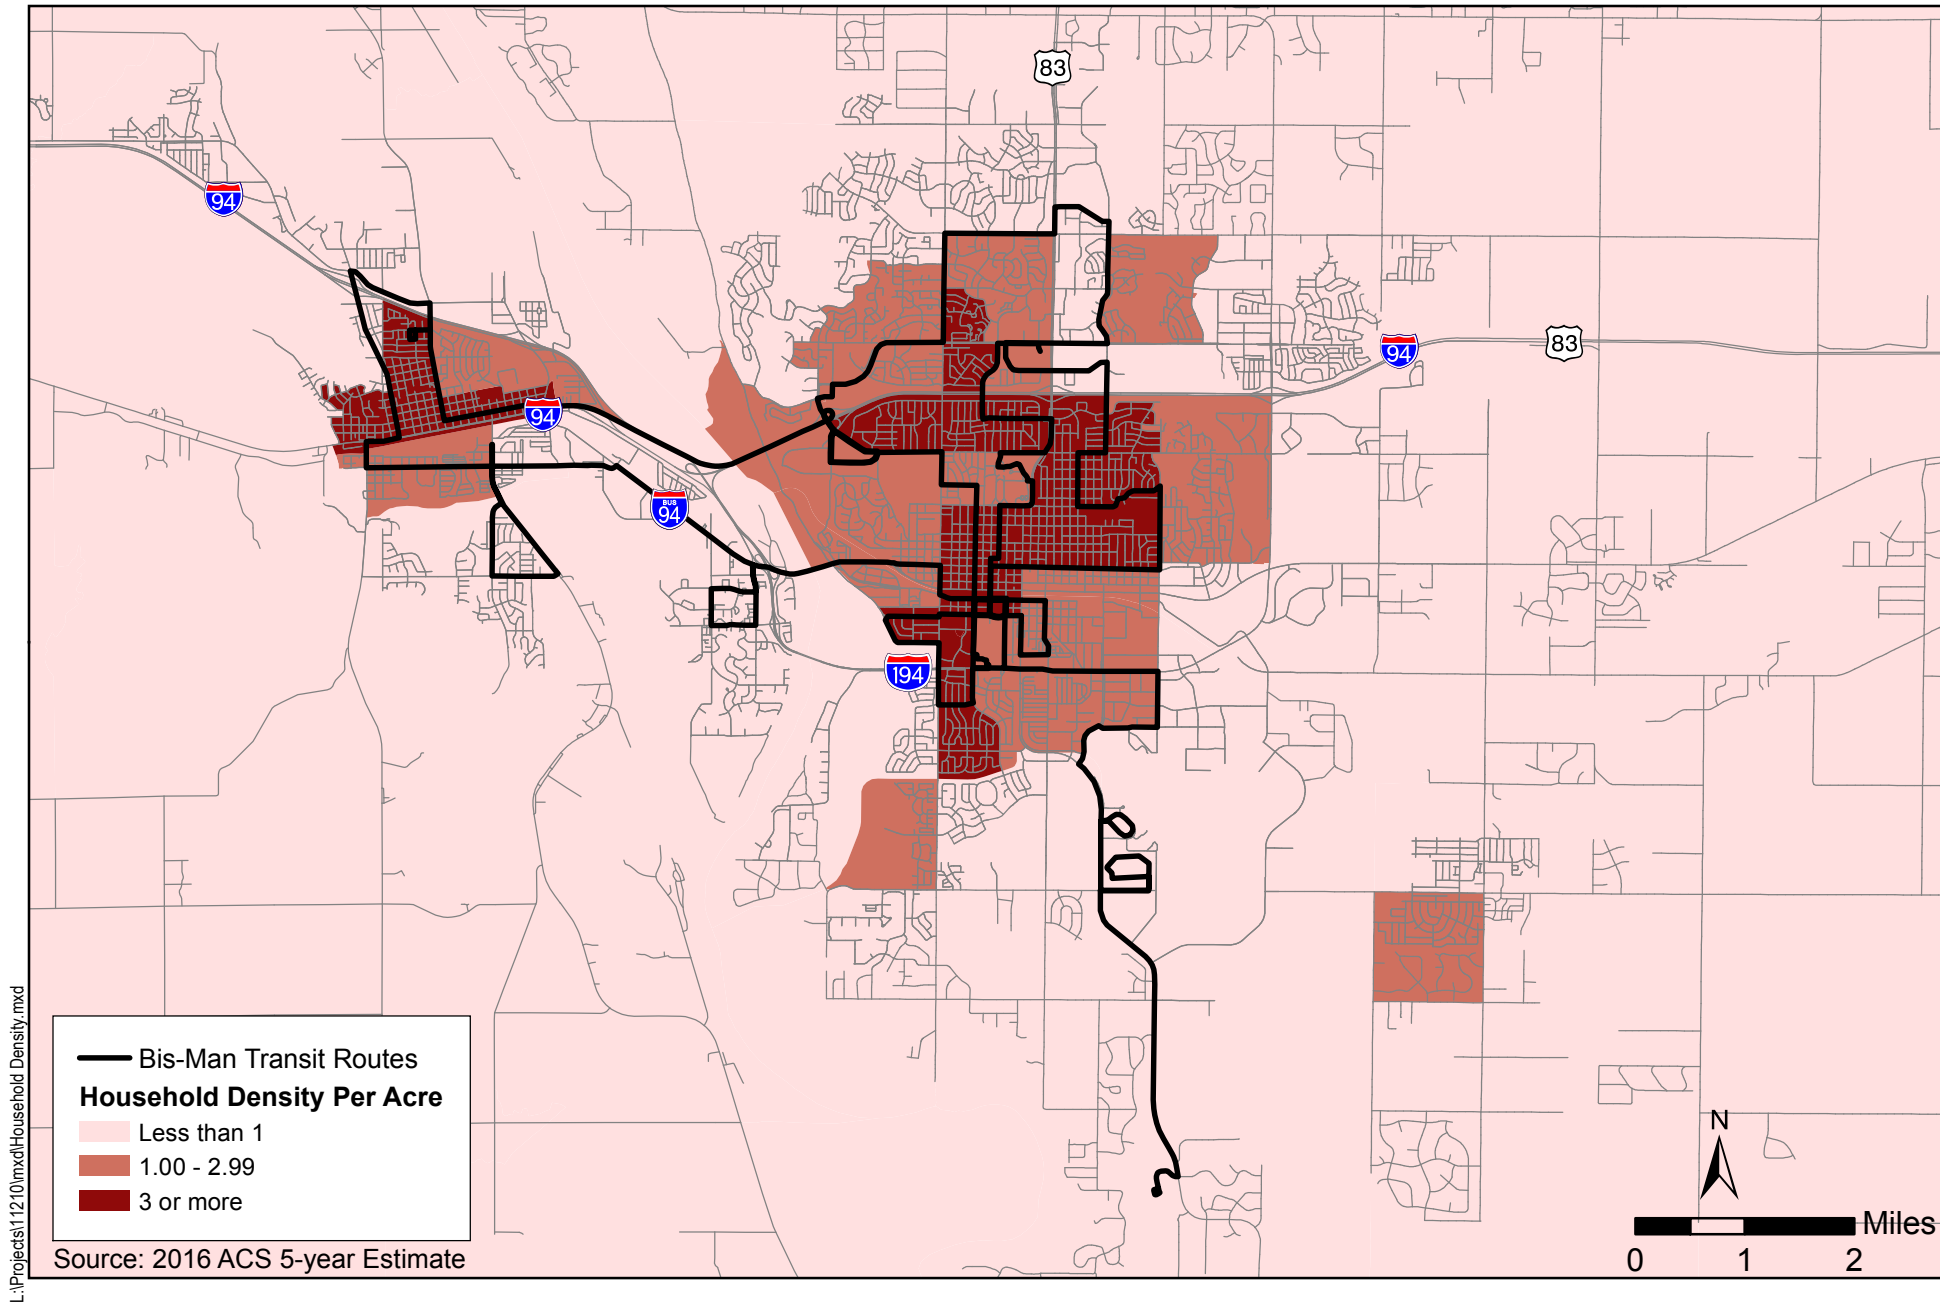 83
94
94
83
94
BUS
94
194
Bis-Man Transit Routes
Household Density Per Acre
Less than 1
1.00 - 2.99
3 or more
Source: 2016 ACS 5-year Estimate
N
Miles
0 1 2
L:\Projects\11210\mxd\Household Density.mxd